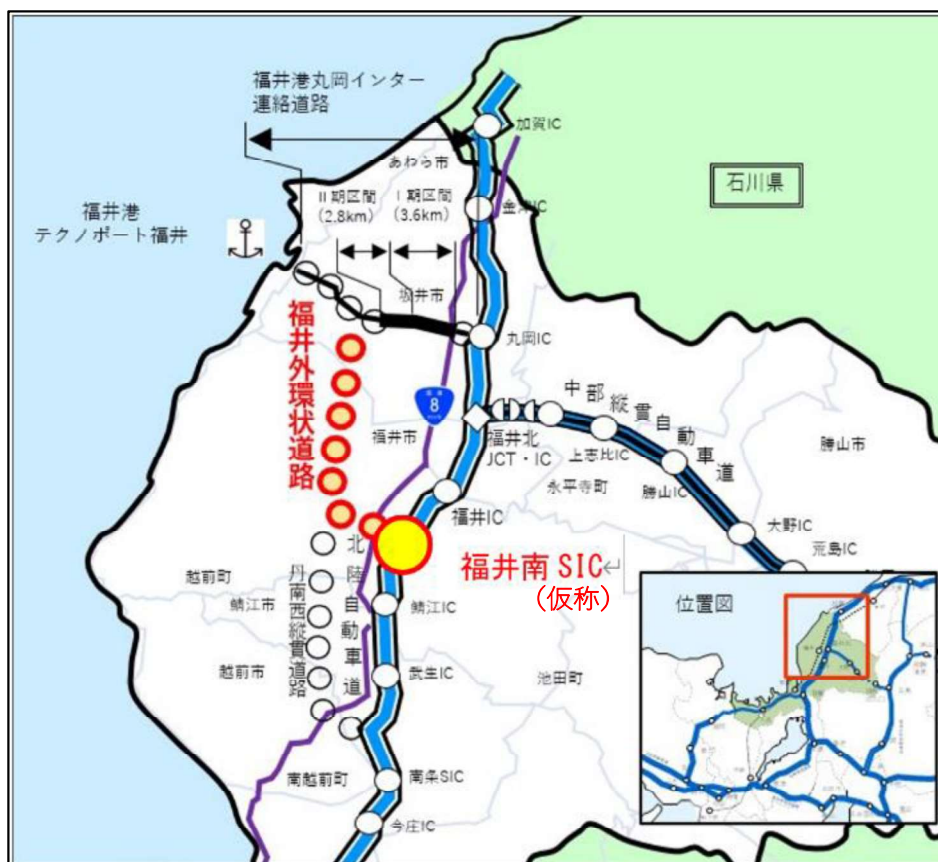 福井港丸岡インター
連絡道路
加賀IC
あわら市
石川県
Ⅱ期区間
(2.8km)
Ⅰ期区間
(3.6km)
金津IC
福井港
テクノポート福井
坂井市
丸岡IC
福井外環状道路
8
中部縦貫自動車道
福井市
福井北
JCT・IC
上志比IC
勝山市
永平寺町
勝山IC
福井IC
大野IC
荒島IC
北陸自動車道
福井南SIC↵
(仮称)
越前町
丹南西縦貫道路
鯖江市
鯖江IC
位置図
越前市
武生IC
池田町
南越前町
南条SIC
今庄IC